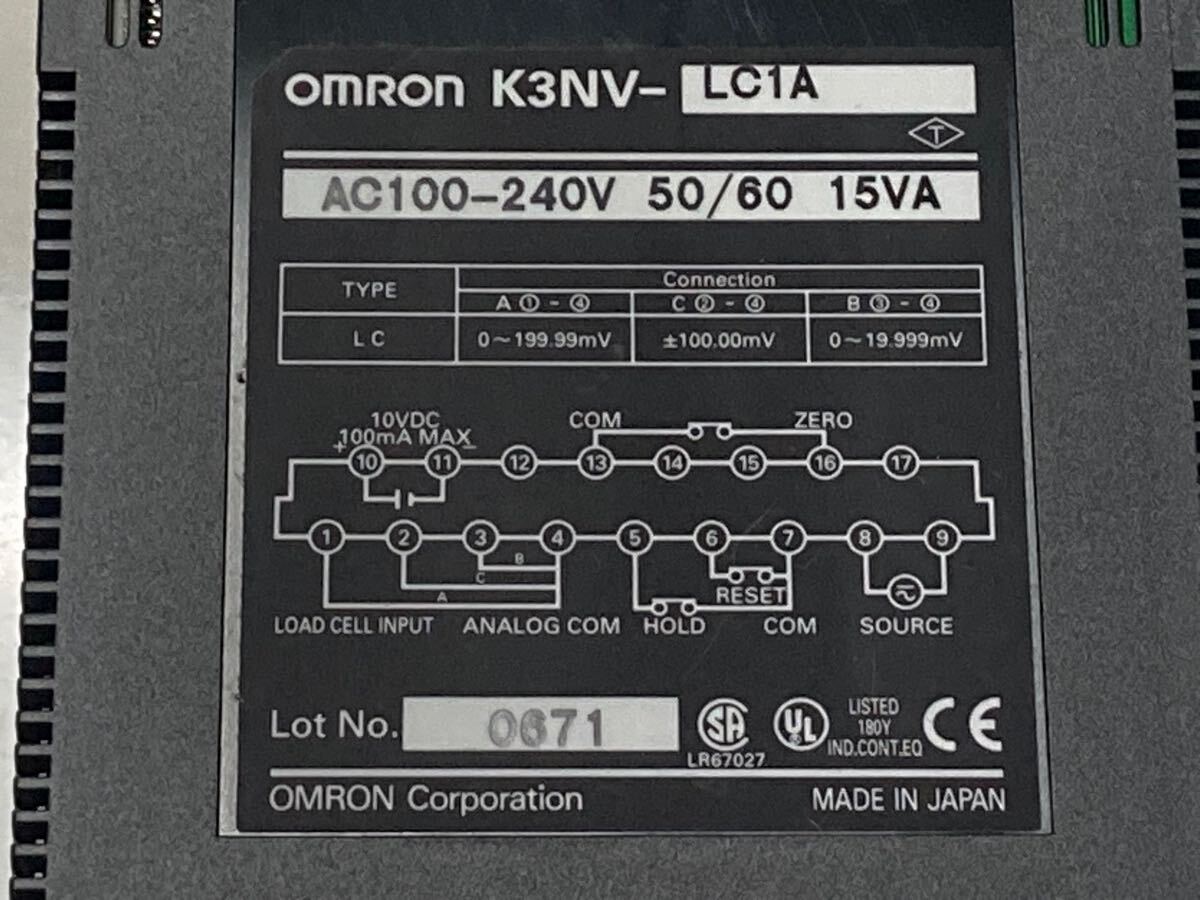 OMRON K3NV- LC1A
T
AC100-240V 50/60 15VA
TYPE Connection
A ① - ④ C ② - ④ B ③ - ④
LC 0～199.99mV ±100.00mV 0～19.999mV
10VDC COM ZERO
100mA MAX
+ −
10 11 12 13 14 15 16 17
1 2 3 4 5 6 7 8 9
B
C
A
RESET
LOAD CELL INPUT ANALOG COM HOLD COM SOURCE
Lot No. 0671
SA UL LISTED CE
180Y
LR67027 IND.CONT.EQ
OMRON Corporation MADE IN JAPAN